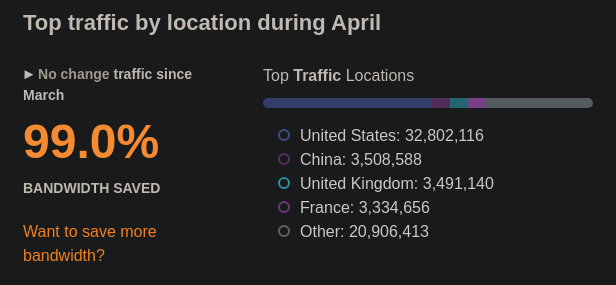 Top traffic by location during April
▶ No change traffic since
March
99.0%
BANDWIDTH SAVED
Want to save more
bandwidth?
Top Traffic Locations
United States: 32,802,116
China: 3,508,588
United Kingdom: 3,491,140
France: 3,334,656
Other: 20,906,413